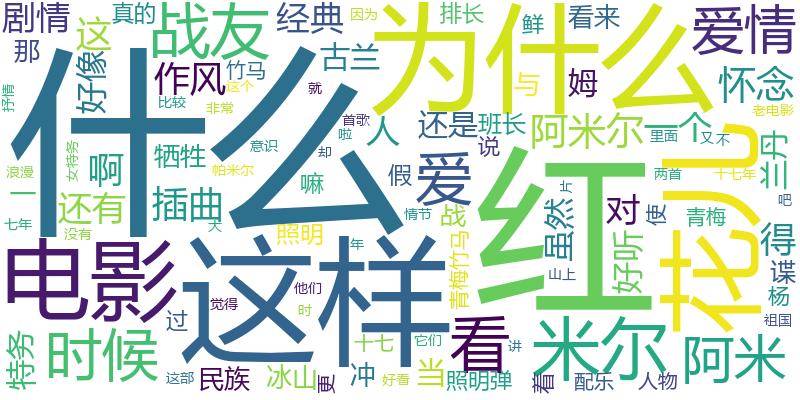 剧情
那
这
真的
战友
经典
排长
鲜
看来
爱情
为什么
什么
好像
作风
竹马
这个
古兰
与
姆
怀念
抒情
比较
非常
就
首歌
人
还是
班长
阿米尔
一个
老电影
里面
又不
女特务
啊
牺牲
意识
啦
却
说
兰丹
浪漫
一
帕米尔
嘛
假
爱
红
花儿
片
两首
十七年
吧
还有
插曲
情节
战
虽然
对
使
青梅
得
七年
没有
照明
犬
年
青梅竹马
好听
谍
电影
这样
觉得
他们
时
上
杨
祖国
过
十七
它们
看
讲
米尔
阿米
特务
时候
这部
民族
冰山
更
冲
好看
当
照明弹
着
配乐
人物